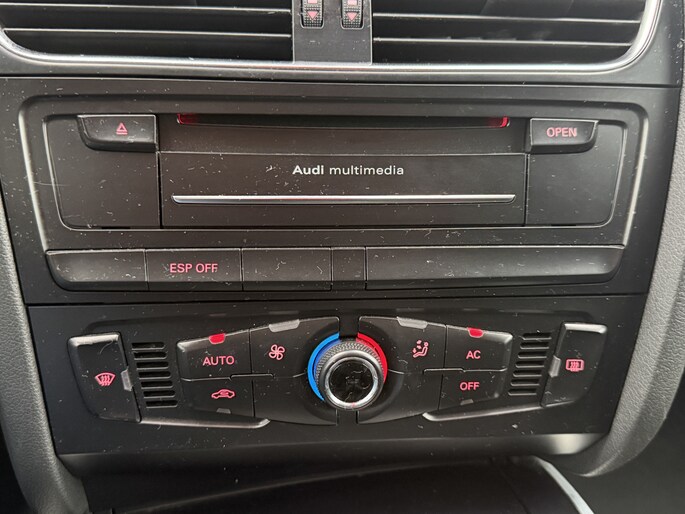 OPEN
Audi multimedia
ESP OFF
AUTO
AC
OFF